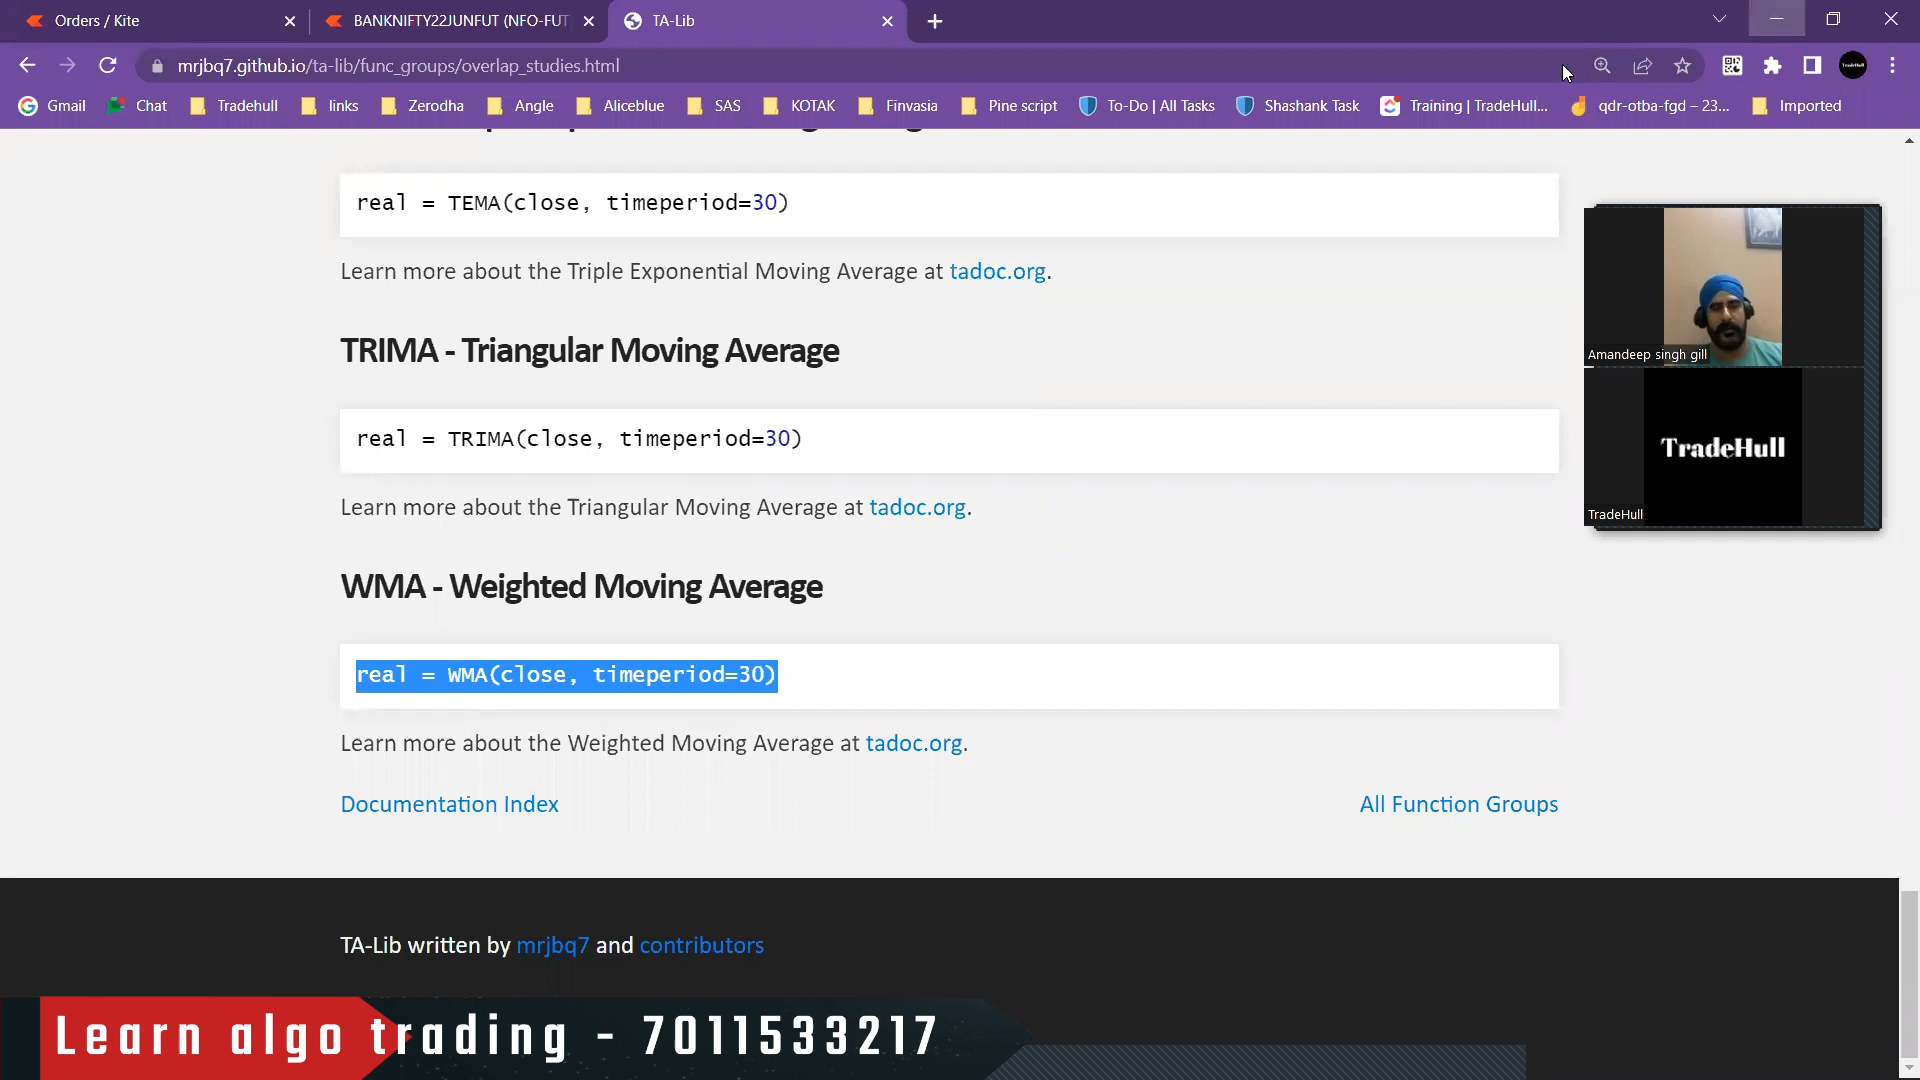 Orders / Kite
BANKNIFTY22JUNFUT (NFO-FUT
TA-Lib
mrjbq7.github.io/ta-lib/func_groups/overlap_studies.html
Gmail
Chat
Tradehull
links
Zerodha
Angle
Aliceblue
SAS
KOTAK
Finvasia
Pine script
To-Do | All Tasks
Shashank Task
Training | TradeHull...
qdr-otba-fgd – 23...
Imported
real = TEMA(close, timeperiod=30)
Learn more about the Triple Exponential Moving Average at tadoc.org.
TRIMA - Triangular Moving Average
real = TRIMA(close, timeperiod=30)
Learn more about the Triangular Moving Average at tadoc.org.
WMA - Weighted Moving Average
real = WMA(close, timeperiod=30)
Learn more about the Weighted Moving Average at tadoc.org.
Documentation Index
All Function Groups
TA-Lib written by mrjbq7 and contributors
Amandeep singh gill
TradeHull
TradeHull
Learn algo trading - 7011533217